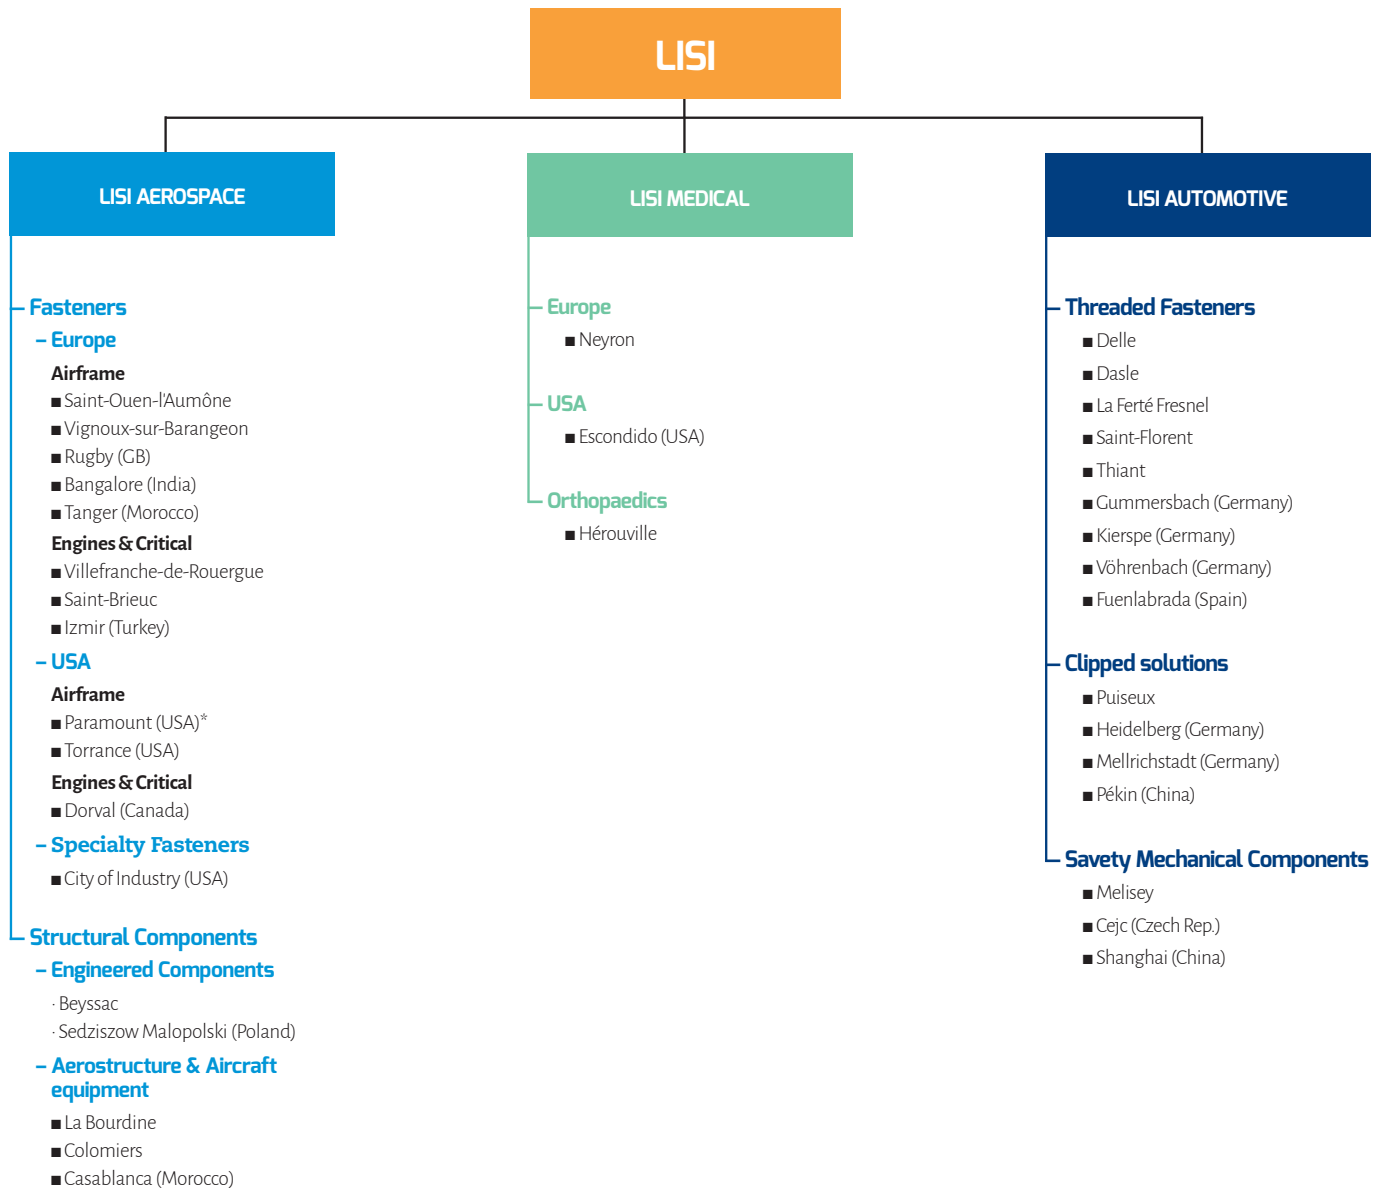 LISI
LISI AEROSPACE
– Fasteners
– Europe
Airframe
■ Saint-Ouen-l'Aumône
■ Vignoux-sur-Barangeon
■ Rugby (GB)
■ Bangalore (India)
■ Tanger (Morocco)
Engines & Critical
■ Villefranche-de-Rouergue
■ Saint-Brieuc
■ Izmir (Turkey)
– USA
Airframe
■ Paramount (USA)*
■ Torrance (USA)
Engines & Critical
■ Dorval (Canada)
– Specialty Fasteners
■ City of Industry (USA)
– Structural Components
– Engineered Components
· Beyssac
· Sedziszow Malopolski (Poland)
– Aerostructure & Aircraft
equipment
■ La Bourdine
■ Colomiers
■ Casablanca (Morocco)
LISI MEDICAL
– Europe
■ Neyron
– USA
■ Escondido (USA)
– Orthopaedics
■ Hérouville
LISI AUTOMOTIVE
– Threaded Fasteners
■ Delle
■ Dasle
■ La Ferté Fresnel
■ Saint-Florent
■ Thiant
■ Gummersbach (Germany)
■ Kierspe (Germany)
■ Vöhrenbach (Germany)
■ Fuenlabrada (Spain)
– Clipped solutions
■ Puiseux
■ Heidelberg (Germany)
■ Mellrichstadt (Germany)
■ Pékin (China)
– Savety Mechanical Components
■ Melisey
■ Cejc (Czech Rep.)
■ Shanghai (China)